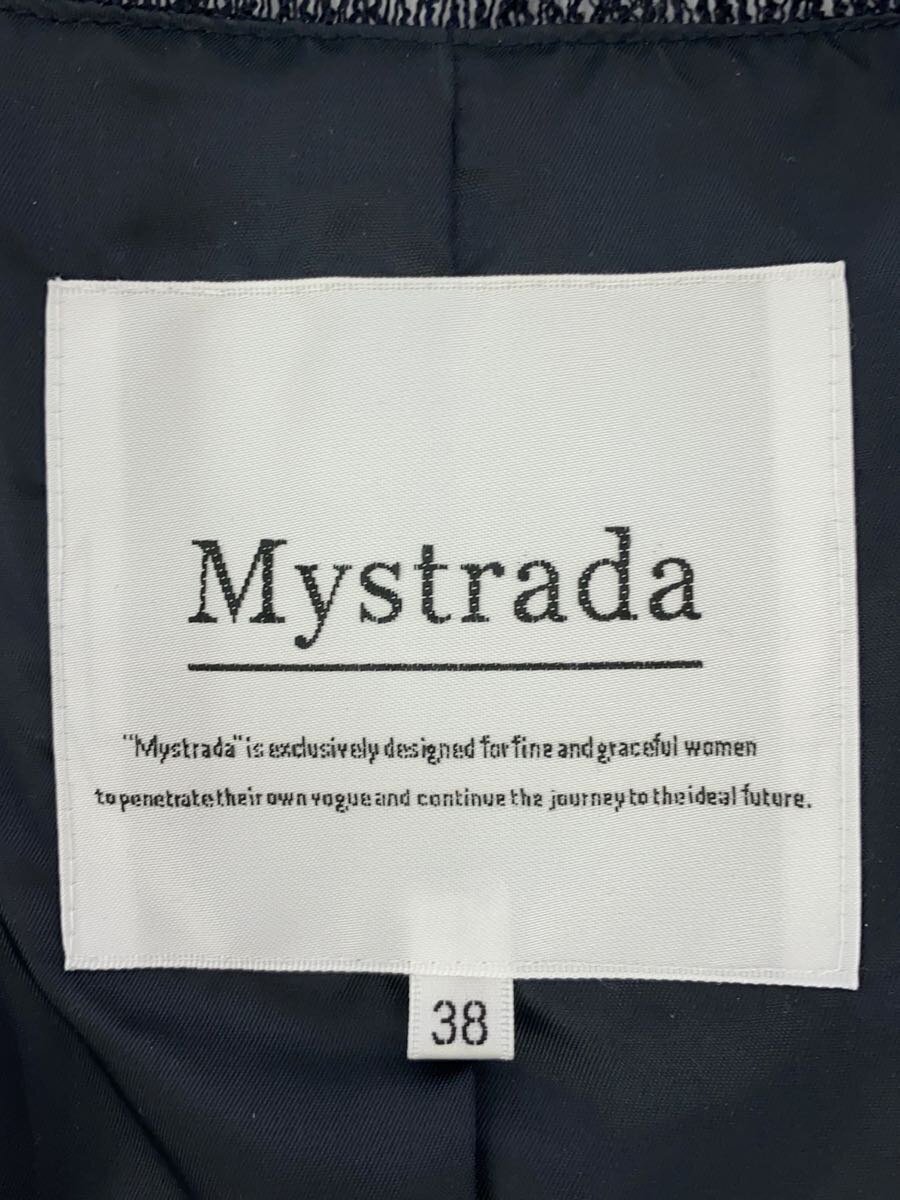 Mystrada
"Mystrada" is exclusively designed for fine and graceful women
to penetrate their own vogue and continue the journey to the ideal future.
38